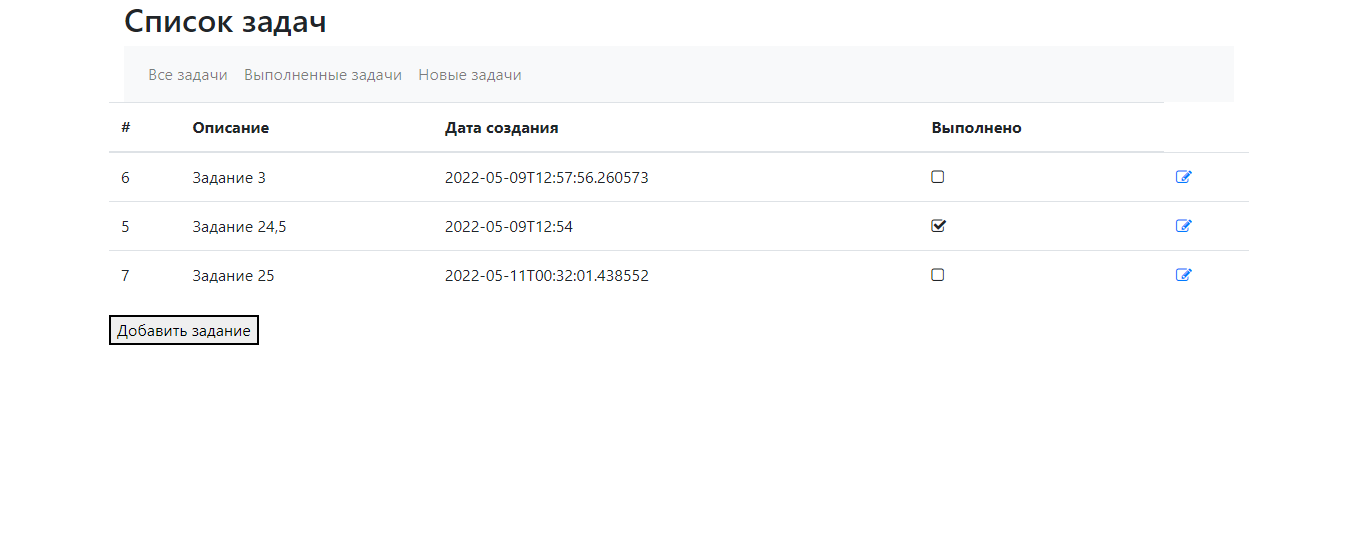 Список задач
Все задачи Выполненные задачи Новые задачи
# Описание Дата создания Выполнено
6 Задание 3 2022-05-09T12:57:56.260573
5 Задание 24,5 2022-05-09T12:54
7 Задание 25 2022-05-11T00:32:01.438552
Добавить задание